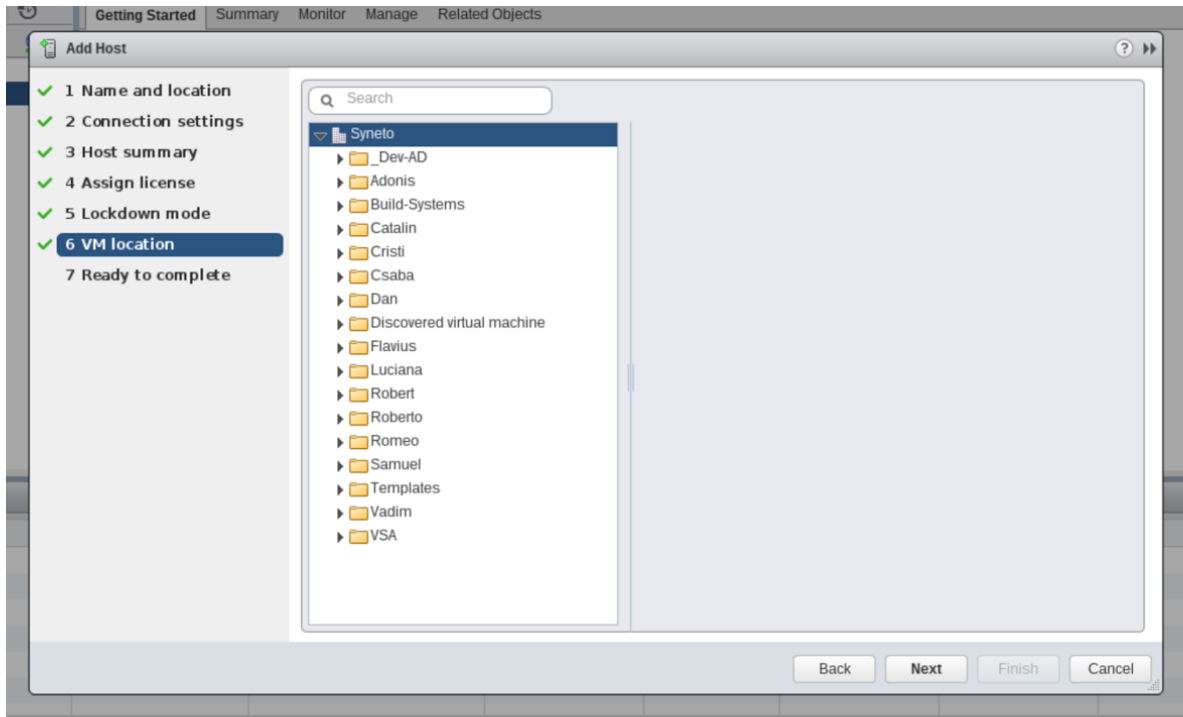 Getting Started Summary Monitor Manage Related Objects
Add Host
?
1 Name and location
2 Connection settings
3 Host summary
4 Assign license
5 Lockdown mode
6 VM location
7 Ready to complete
Search
Syneto
_Dev-AD
Adonis
Build-Systems
Catalin
Cristi
Csaba
Dan
Discovered virtual machine
Flavius
Luciana
Robert
Roberto
Romeo
Samuel
Templates
Vadim
VSA
Back Next Finish Cancel